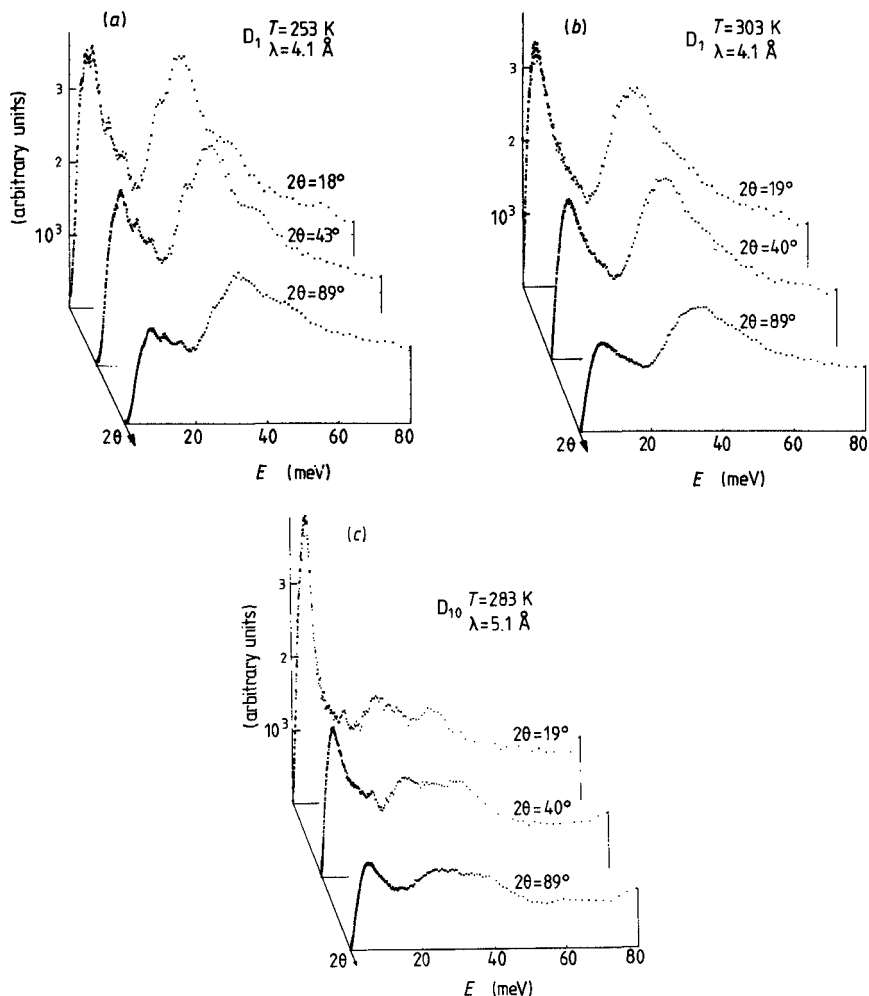 (a)
D₁ T=253 K
λ=4.1 Å
(arbitrary units)
3
2
10³
2θ=18°
2θ=43°
2θ=89°
2θ
20
40
60
80
E (meV)
(b)
D₁ T=303 K
λ=4.1 Å
3
2
10³
2θ=19°
2θ=40°
2θ=89°
2θ
20
40
60
80
E (meV)
(c)
D₁₀ T=283 K
λ=5.1 Å
(arbitrary units)
3
2
10³
2θ=19°
2θ=40°
2θ=89°
2θ
20
40
60
80
E (meV)